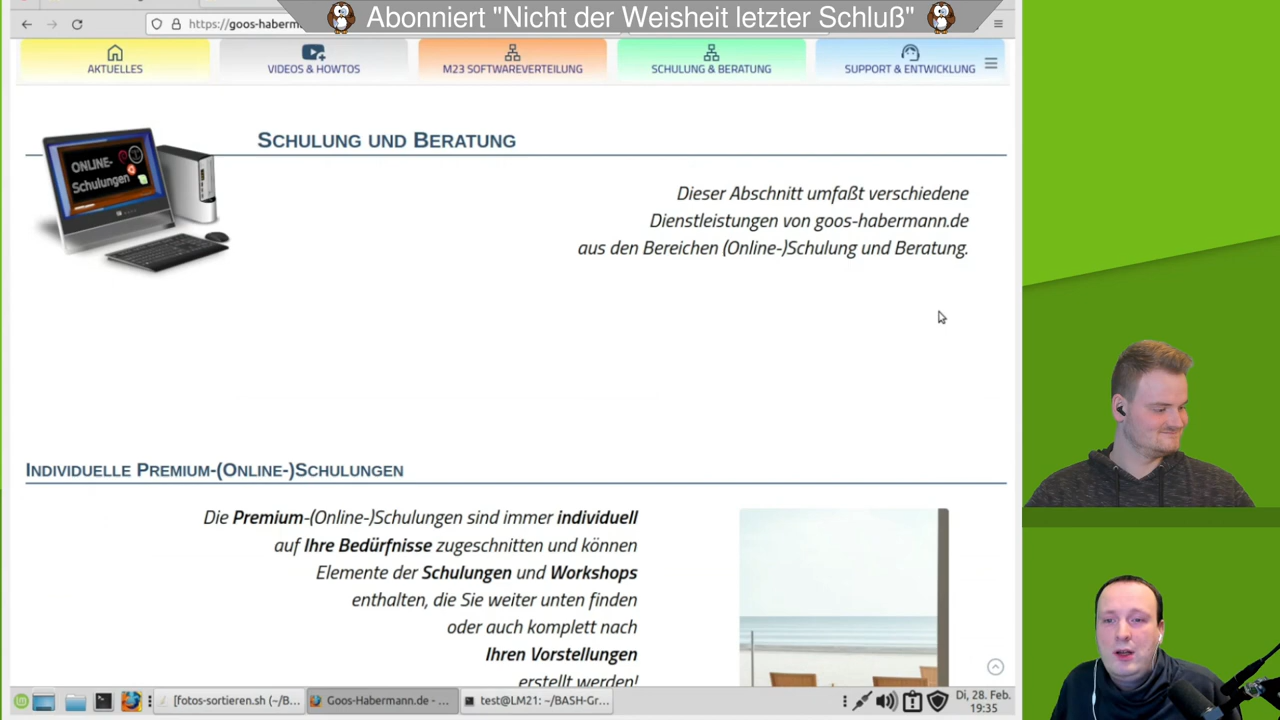 Abonniert "Nicht der Weisheit letzter Schluß"
https://goos-haberm
AKTUELLES
VIDEOS & HOWTOS
M23 SOFTWAREVERTEILUNG
SCHULUNG & BERATUNG
SUPPORT & ENTWICKLUNG
ONLINE-
Schulungen
SCHULUNG UND BERATUNG
Dieser Abschnitt umfaßt verschiedene
Dienstleistungen von goos-habermann.de
aus den Bereichen (Online-)Schulung und Beratung.
INDIVIDUELLE PREMIUM-(ONLINE-)SCHULUNGEN
Die Premium-(Online-)Schulungen sind immer individuell
auf Ihre Bedürfnisse zugeschnitten und können
Elemente der Schulungen und Workshops
enthalten, die Sie weiter unten finden
oder auch komplett nach
Ihren Vorstellungen
erstellt werden!
[fotos-sortieren.sh (~/B...
Goos-Habermann.de - ...
test@LM21: ~/BASH-Gr...
Di, 28. Feb.
19:35